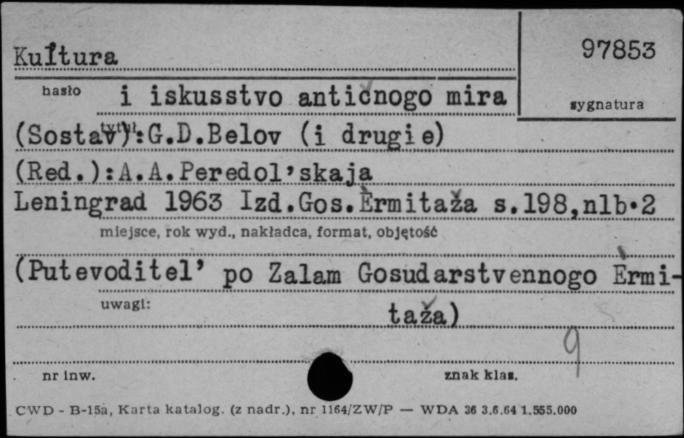 Kultura
97853
hasło
i iskusstvo antičnogo mira
sygnatura
(Sostav):G.D.Belov (i drugie)
(Red.):A.A.Peredol'skaja
Leningrad 1963 Izd.Gos.Ėrmitaža s.198,nlb.2
miejsce, rok wyd., nakładca, format, objętość
(Putevoditel' po Zalam Gosudarstvennogo Ėrmi-
uwagi:
taža)
9
nr inw.
znak klas.
CWD - B-15a, Karta katalog. (z nadr.), nr 1164/ZW/P — WDA 36 3.6.64 1.555.000